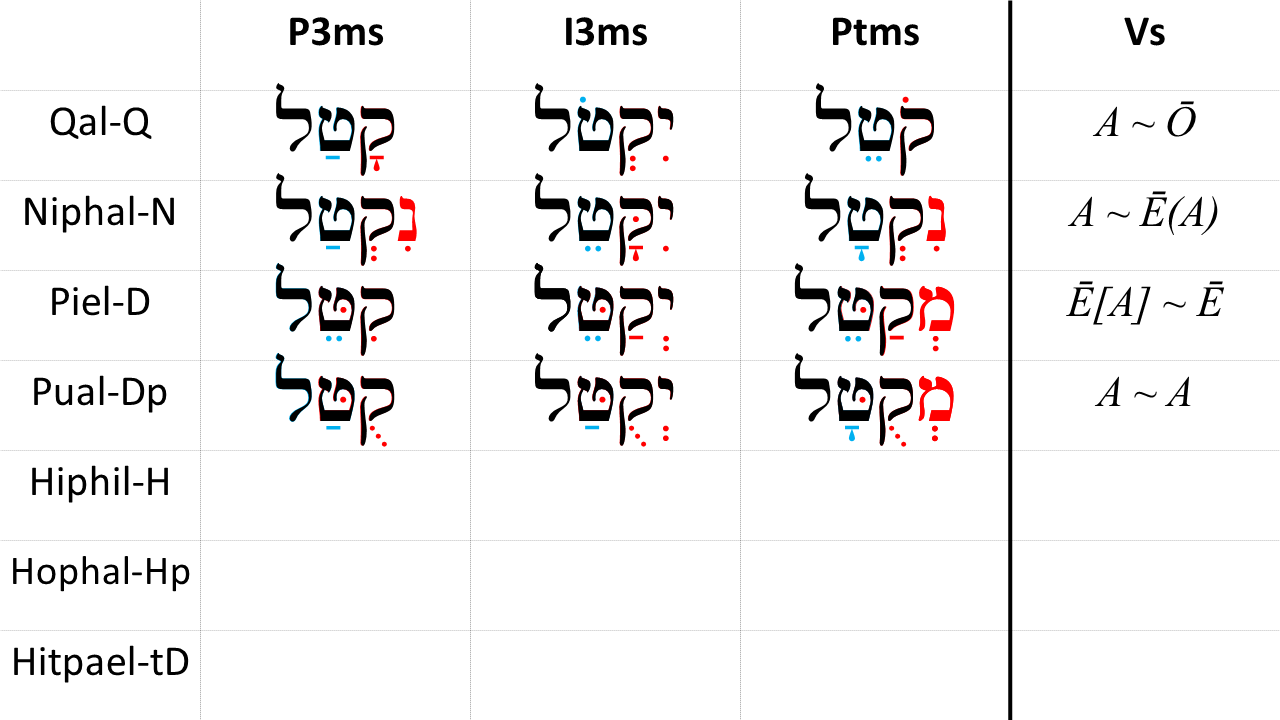 P3ms I3ms Ptms Vs
Qal-Q קָטַל יִקְטֹל קֹטֵל A ~ Ō
Niphal-N נִקְטַל יִקָּטֵל נִקְטָל A ~ Ē(A)
Piel-D קִטֵּל יְקַטֵּל מְקַטֵּל Ē[A] ~ Ē
Pual-Dp קֻטַּל יְקֻטַּל מְקֻטָּל A ~ A
Hiphil-H
Hophal-Hp
Hitpael-tD